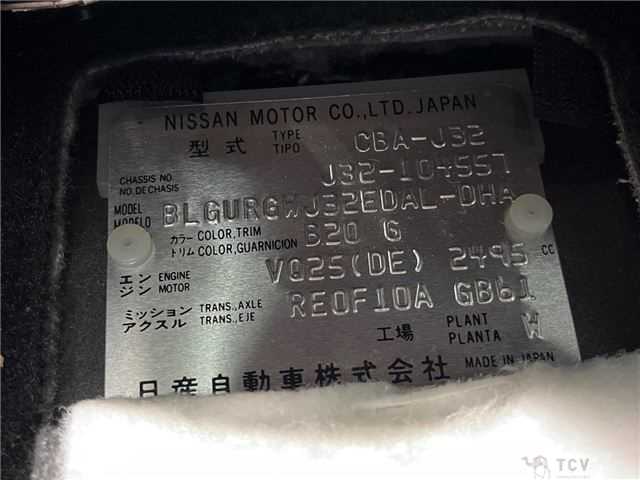 NISSAN MOTOR CO.,LTD. JAPAN
型式 TYPE TIPO CBA-J32
CHASSIS NO. NO. DE CHASIS J32-104557
MODEL MODELO BLGURGWJ32EDAL-DHA
カラー COLOR,TRIM トリム COLOR,GUARNICION B20 G
エンジン ENGINE MOTOR VQ25(DE) 2495 CC
ミッションアクスル TRANS.,AXLE TRANS.,EJE RE0F10A GB61
工場 PLANT PLANTA W
日産自動車株式会社 MADE IN JAPAN
TCV